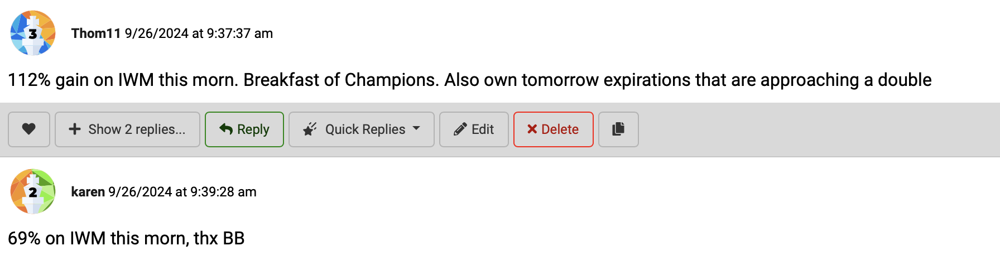 3
Thom11 9/26/2024 at 9:37:37 am
112% gain on IWM this morn. Breakfast of Champions. Also own tomorrow expirations that are approaching a double
Show 2 replies... Reply Quick Replies Edit Delete
2
karen 9/26/2024 at 9:39:28 am
69% on IWM this morn, thx BB